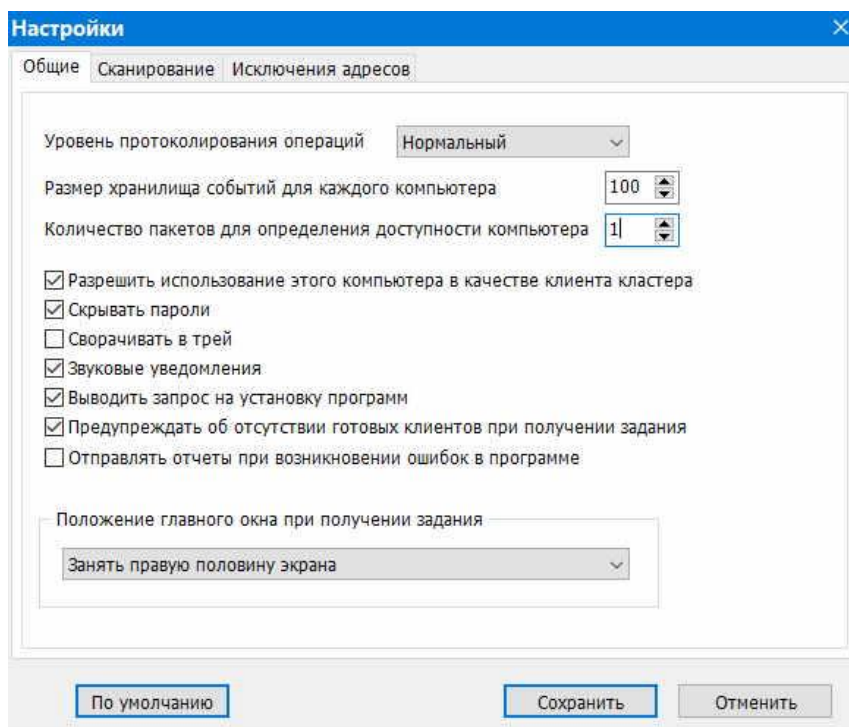 Настройки
Общие Сканирование Исключения адресов
Уровень протоколирования операций Нормальный
Размер хранилища событий для каждого компьютера 100
Количество пакетов для определения доступности компьютера 1
Разрешить использование этого компьютера в качестве клиента кластера
Скрывать пароли
Сворачивать в трей
Звуковые уведомления
Выводить запрос на установку программ
Предупреждать об отсутствии готовых клиентов при получении задания
Отправлять отчеты при возникновении ошибок в программе
Положение главного окна при получении задания
Занять правую половину экрана
По умолчанию Сохранить Отменить